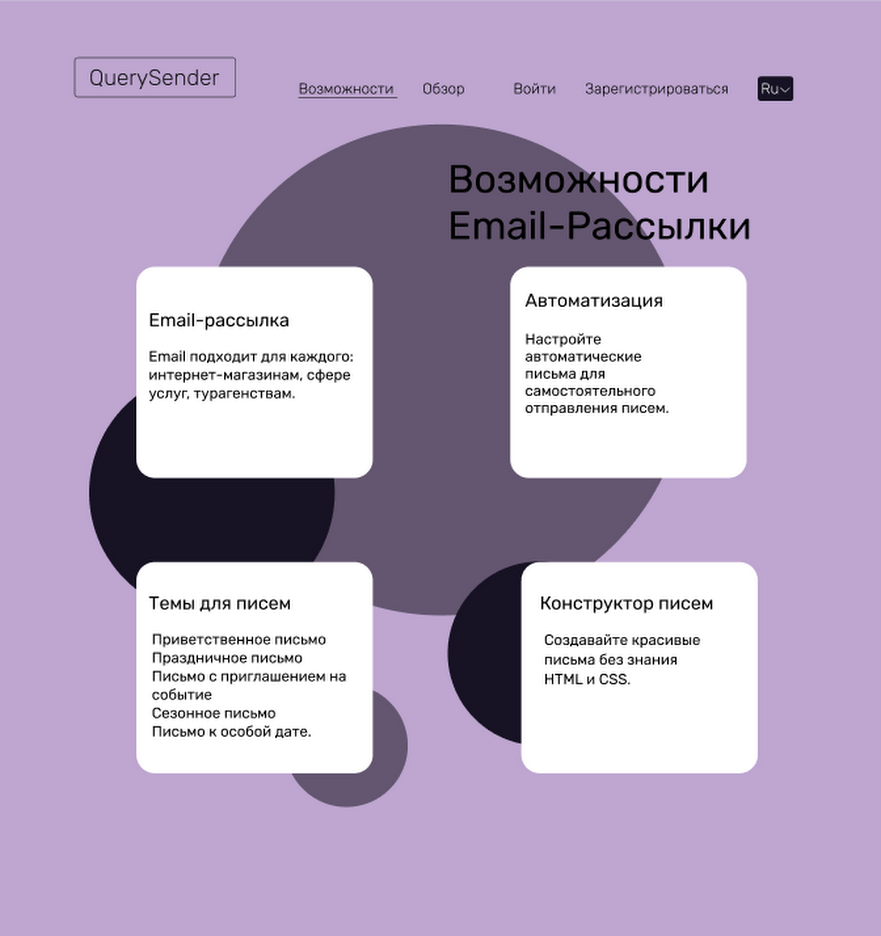 QuerySender
Возможности
Обзор
Войти
Зарегистрироваться
Ru
Возможности
Email-Рассылки
Email-рассылка
Email подходит для каждого:
интернет-магазинам, сфере
услуг, турагенствам.
Автоматизация
Настройте
автоматические
письма для
самостоятельного
отправления писем.
Темы для писем
Приветственное письмо
Праздничное письмо
Письмо с приглашением на
событие
Сезонное письмо
Письмо к особой дате.
Конструктор писем
Создавайте красивые
письма без знания
HTML и CSS.